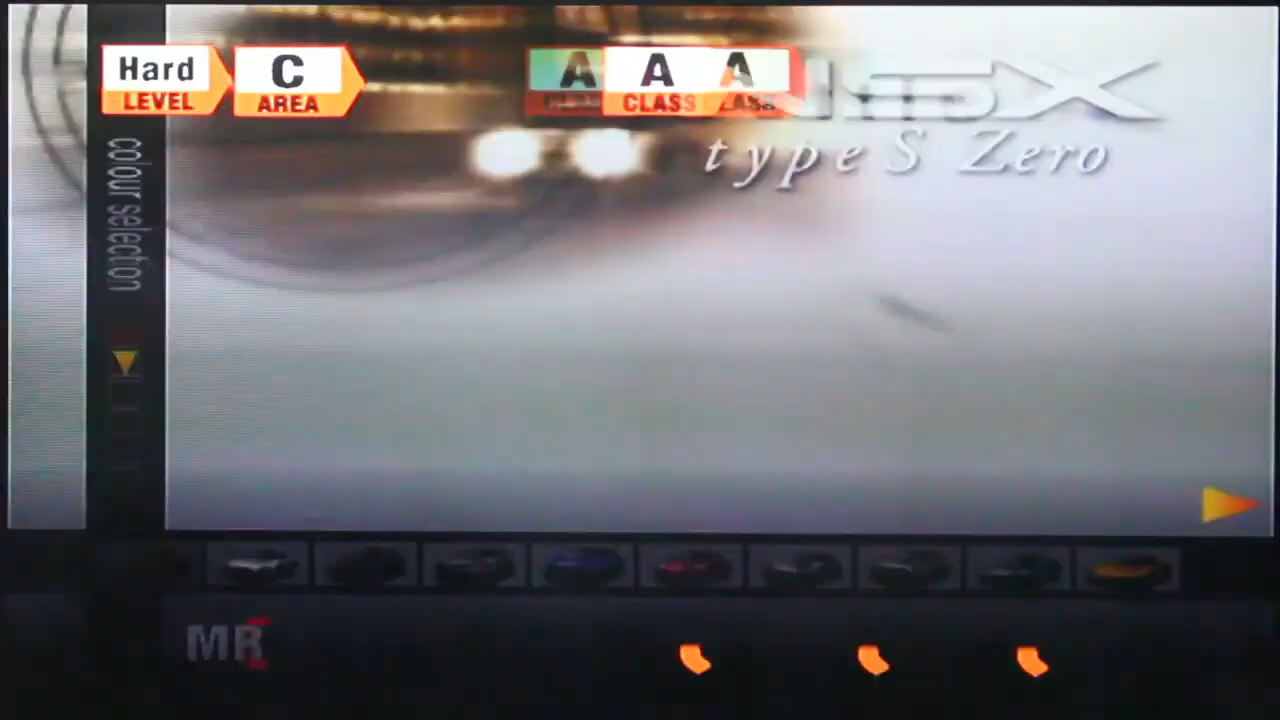 Hard
LEVEL
C
AREA
A
A
CLASS
A
type S Zero
colour selection
MR